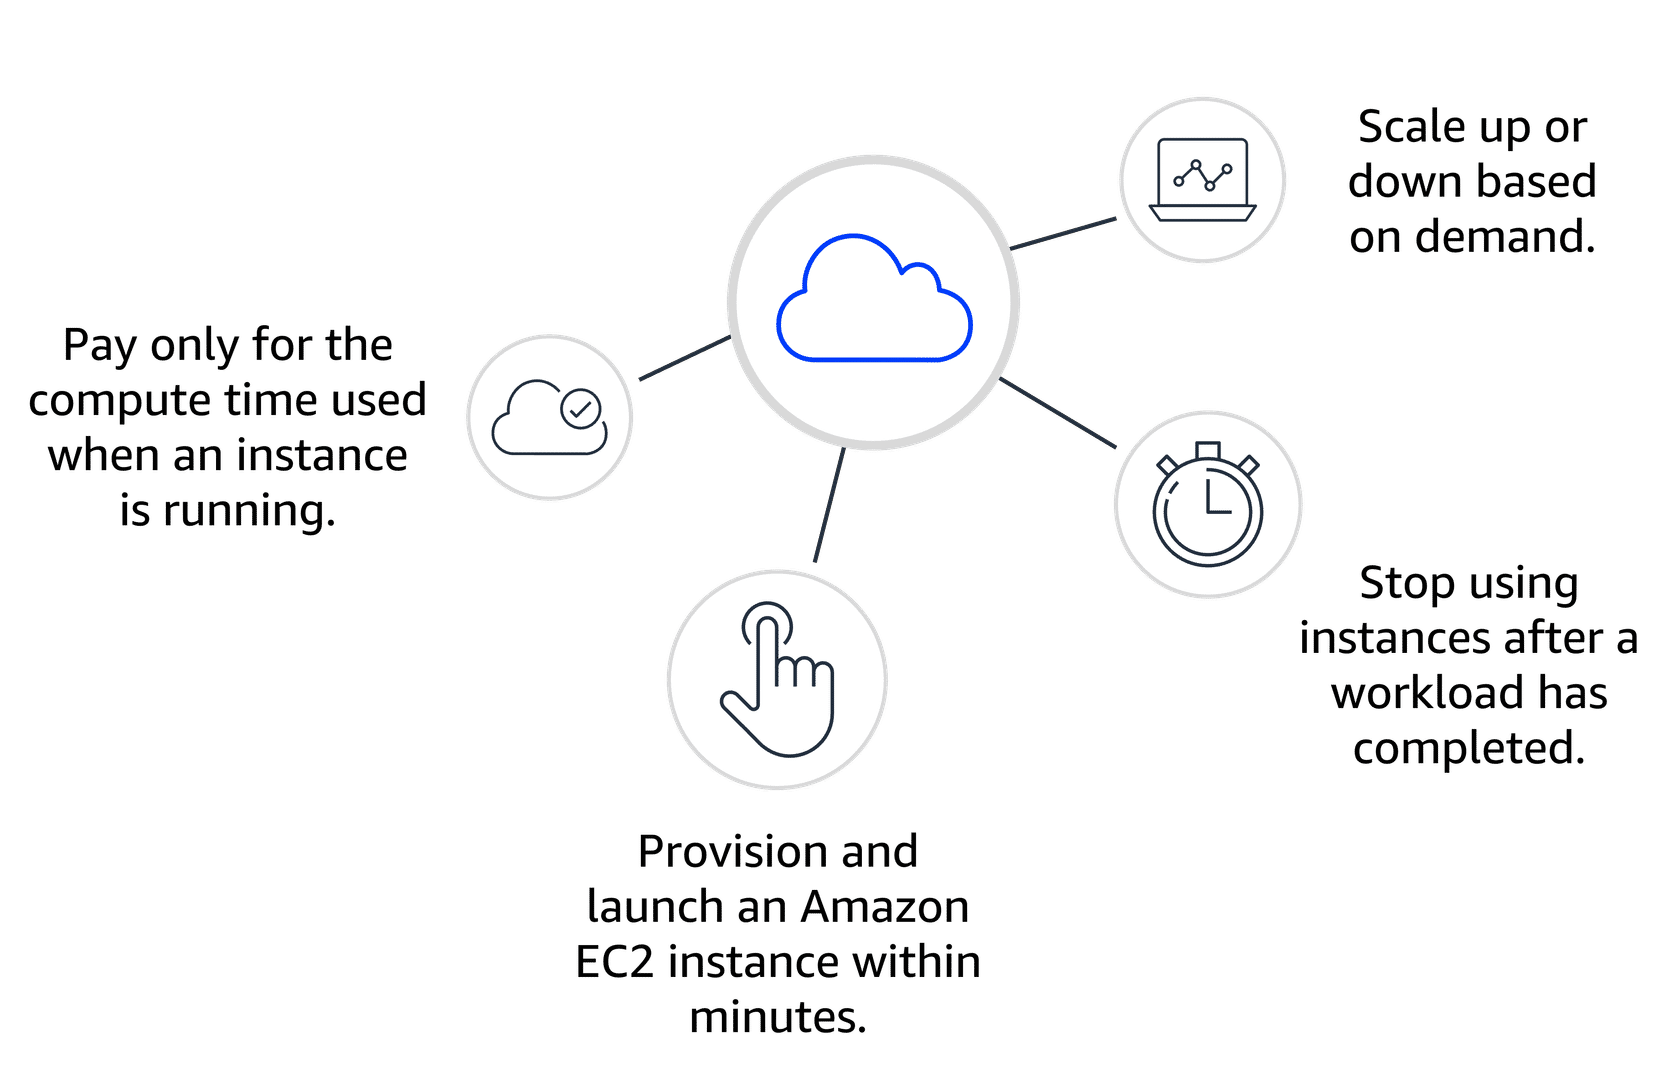 Scale up or
down based
on demand.
Pay only for the
compute time used
when an instance
is running.
Stop using
instances after a
workload has
completed.
Provision and
launch an Amazon
EC2 instance within
minutes.